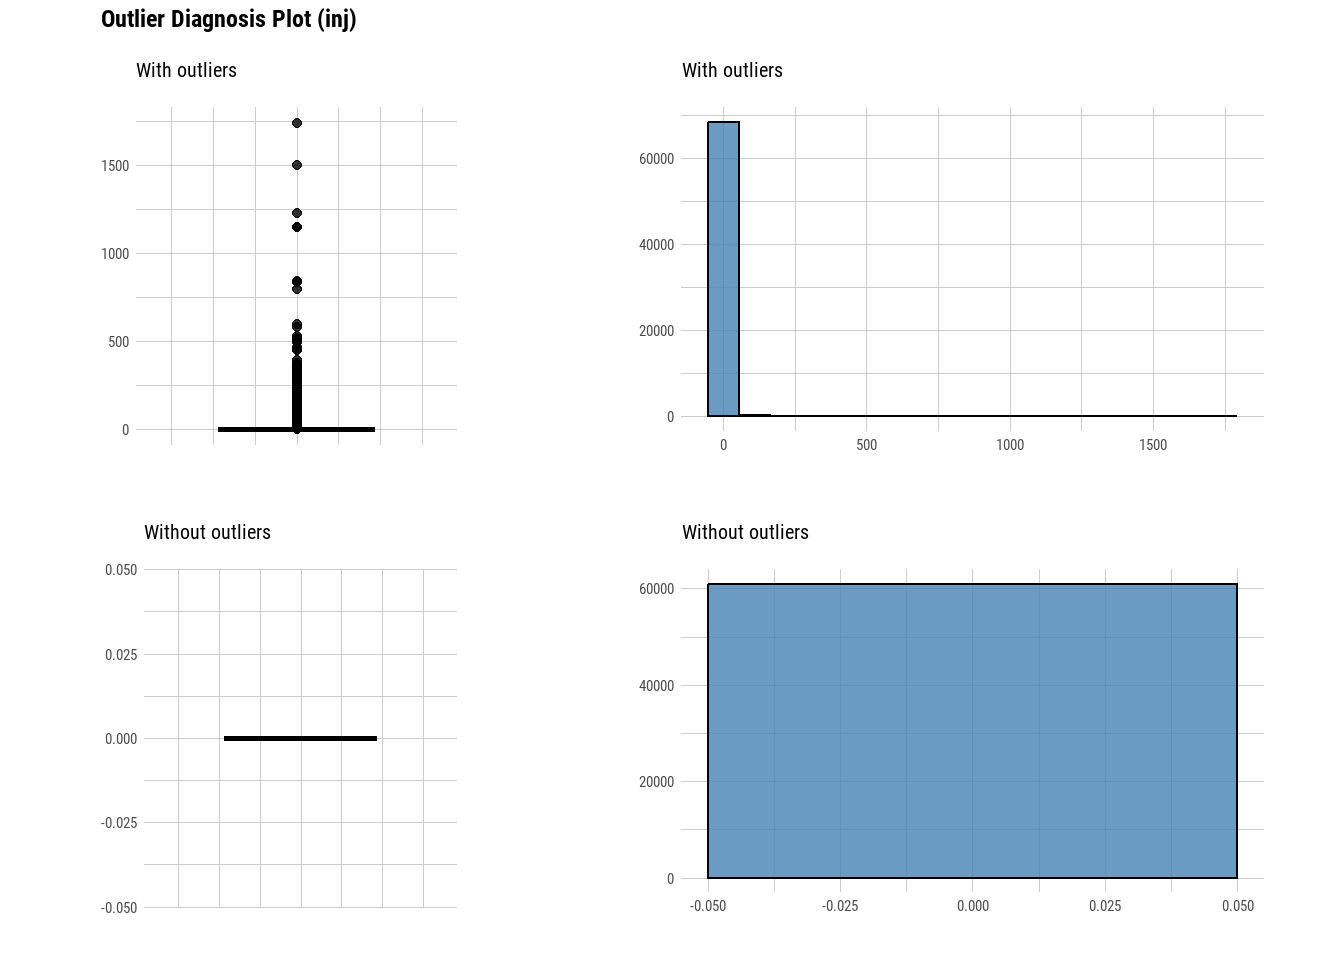 Outlier Diagnosis Plot (inj)
With outliers
1500
1000
500
0
With outliers
60000
40000
20000
0
0 500 1000 1500
Without outliers
0.050
0.025
0.000
-0.025
-0.050
Without outliers
60000
40000
20000
0
-0.050 -0.025 0.000 0.025 0.050